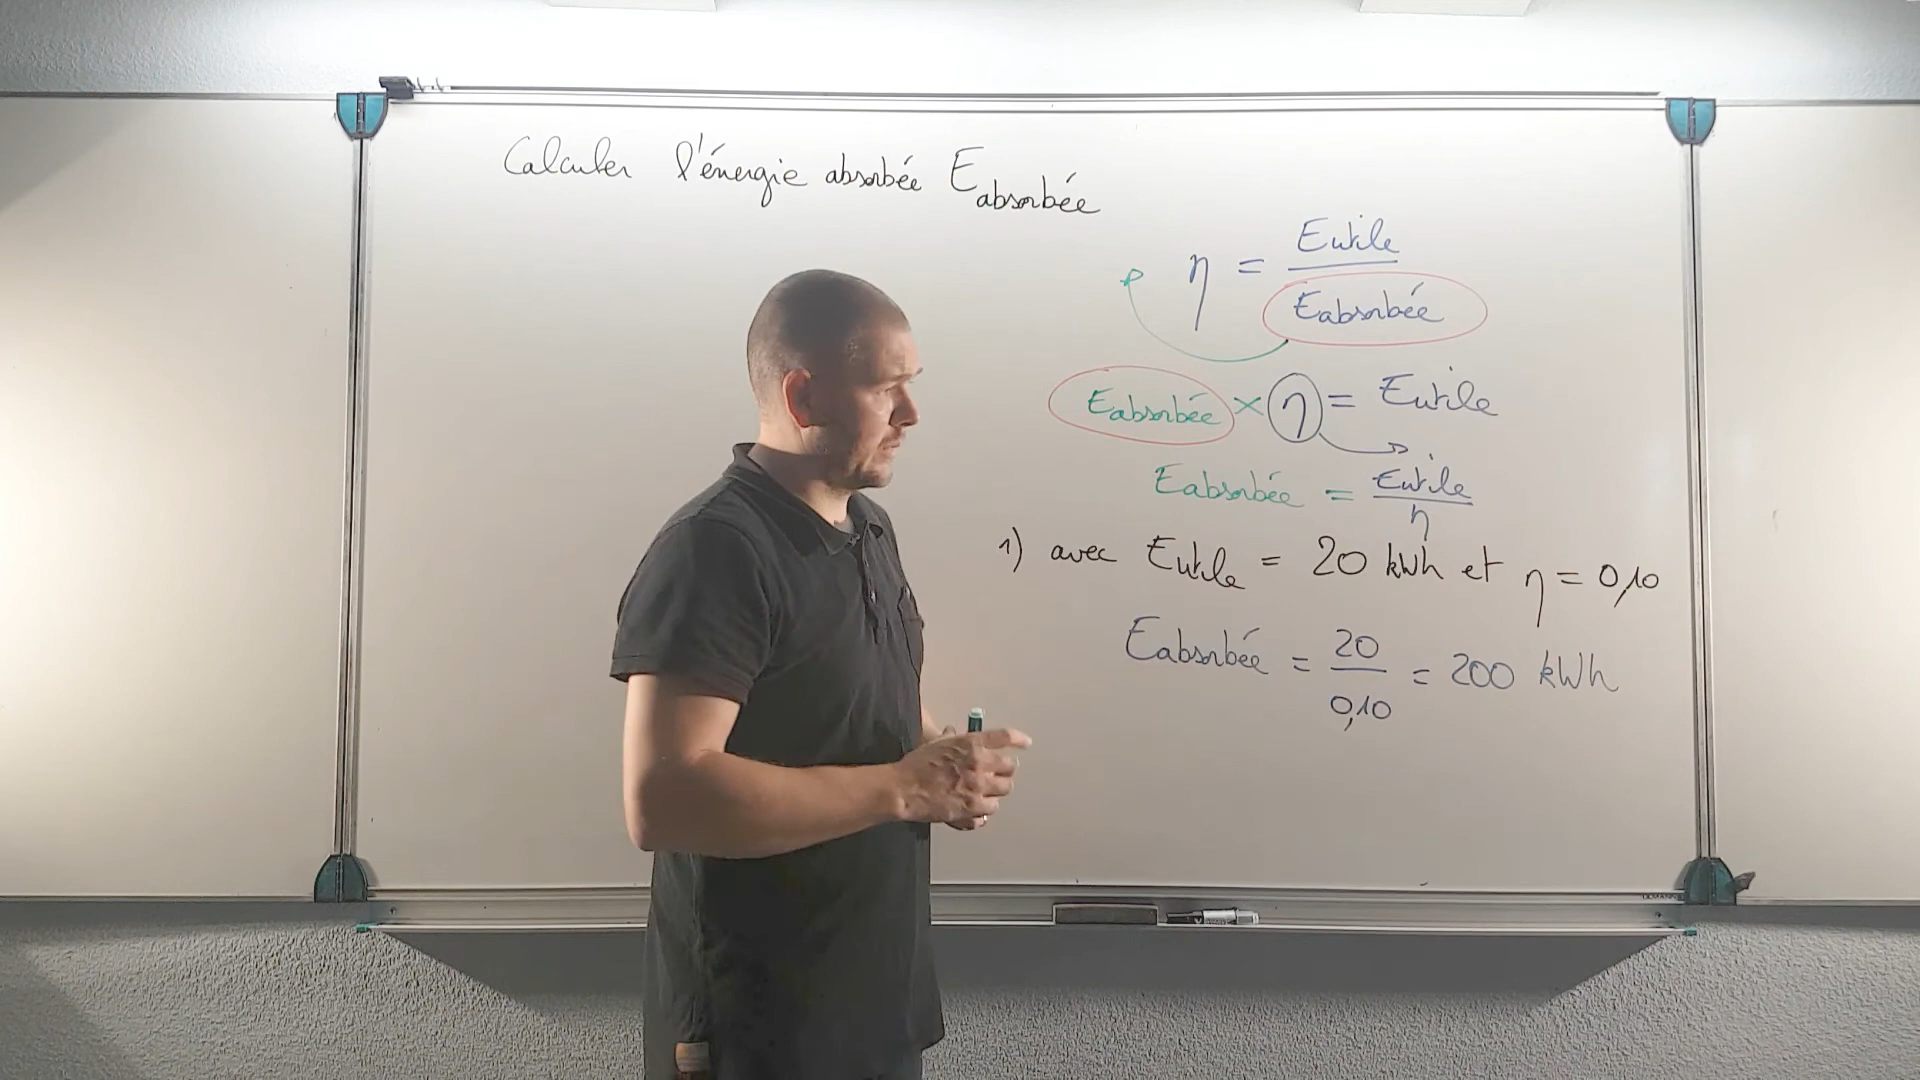 Calculer l'énergie absorbée E absorbée
η = Eutile / Eabsorbée
Eabsorbée × η = Eutile
Eabsorbée = Eutile / η
1) avec Eutile = 20 kWh et η = 0,10
Eabsorbée = 20 / 0,10 = 200 kWh